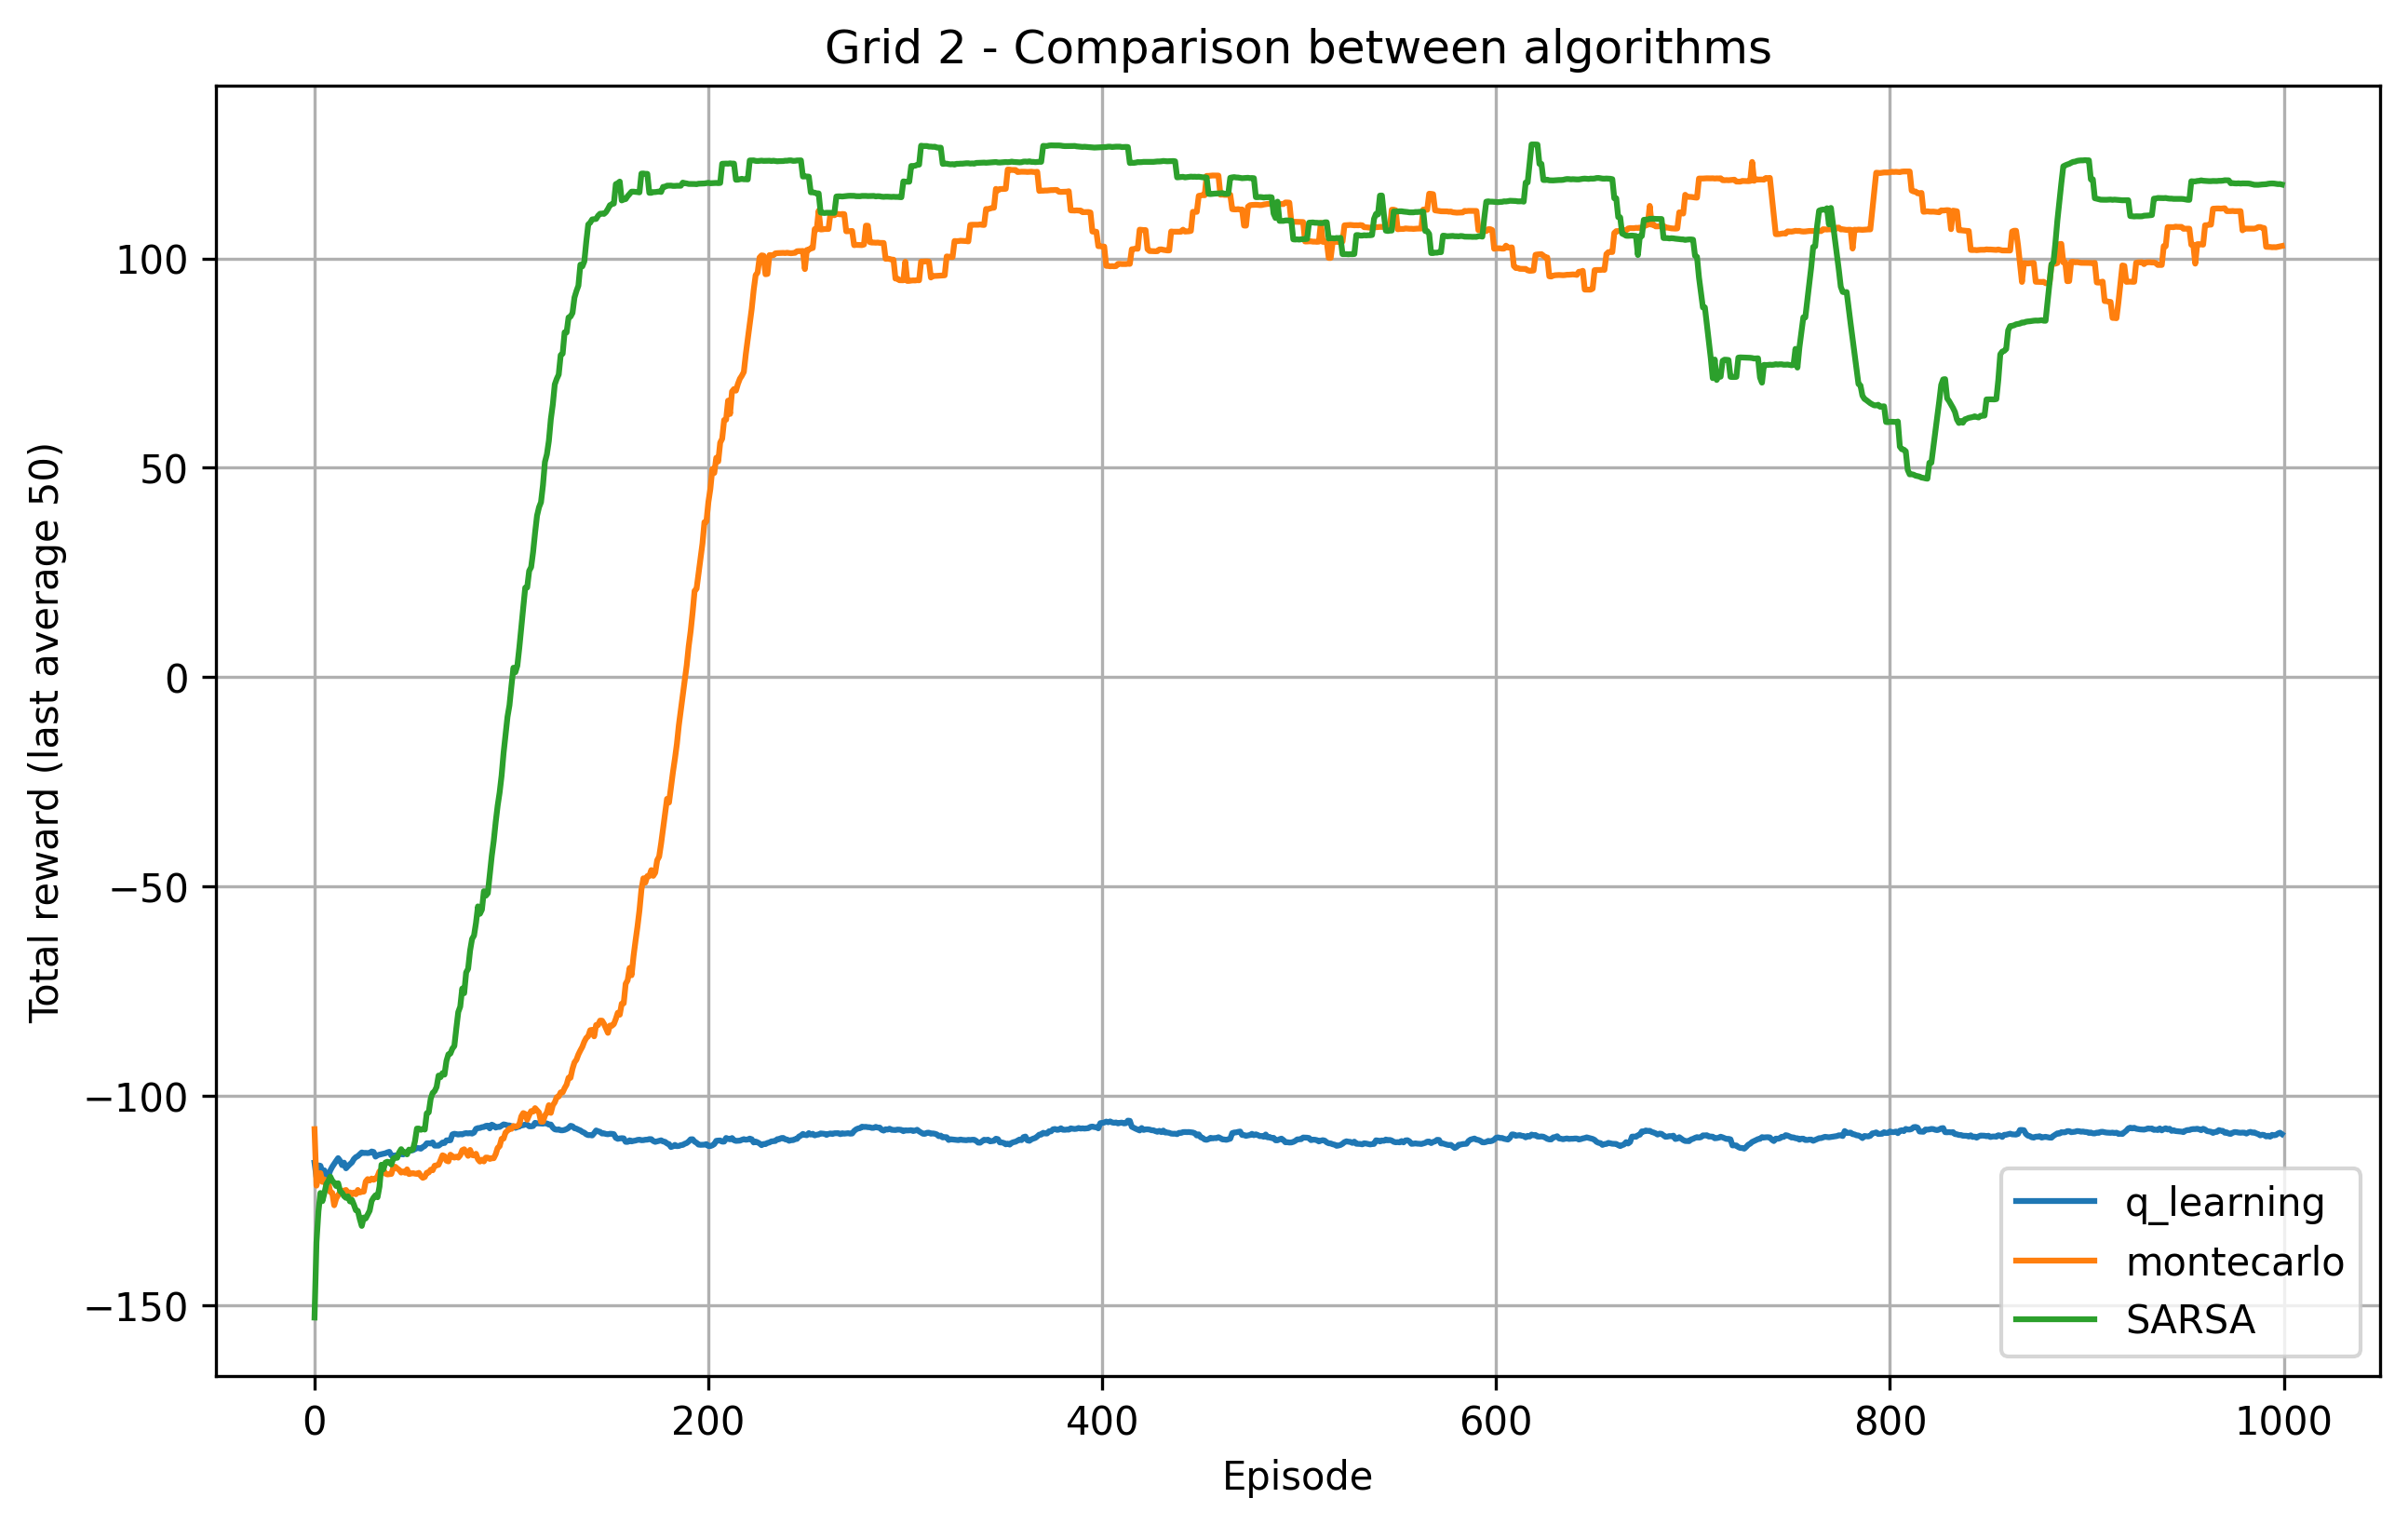 Grid 2 - Comparison between algorithms
Total reward (last average 50)
100
50
0
−50
−100
−150
0 200 400 600 800 1000
Episode
q_learning
montecarlo
SARSA